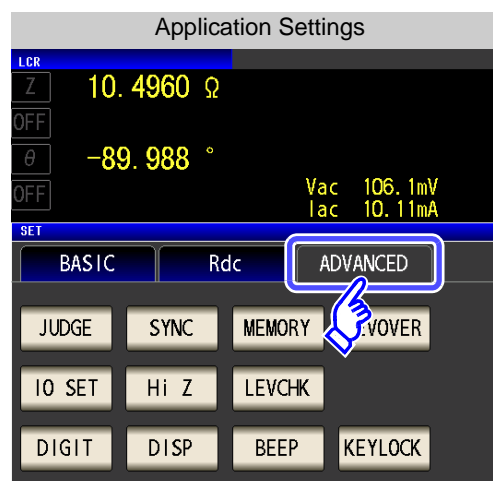 Application Settings
LCR
Z 10.4960 Ω
OFF
θ -89.988 °
OFF
Vac 106.1mV
Iac 10.11mA
SET
BASIC Rdc ADVANCED
JUDGE SYNC MEMORY VOVER
IO SET Hi Z LEVCHK
DIGIT DISP BEEP KEYLOCK